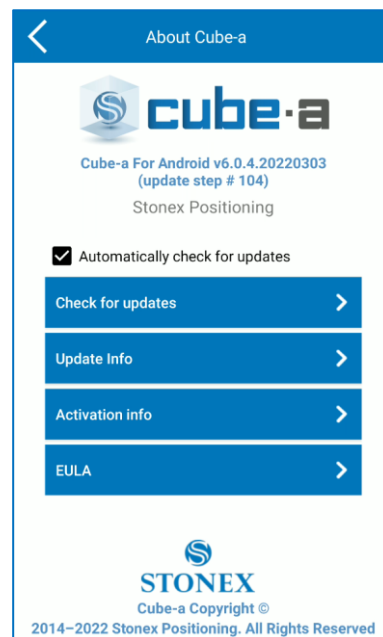 About Cube-a
cube·a
Cube-a For Android v6.0.4.20220303
(update step # 104)
Stonex Positioning
Automatically check for updates
Check for updates
Update Info
Activation info
EULA
STONEX
Cube-a Copyright ©
2014–2022 Stonex Positioning. All Rights Reserved